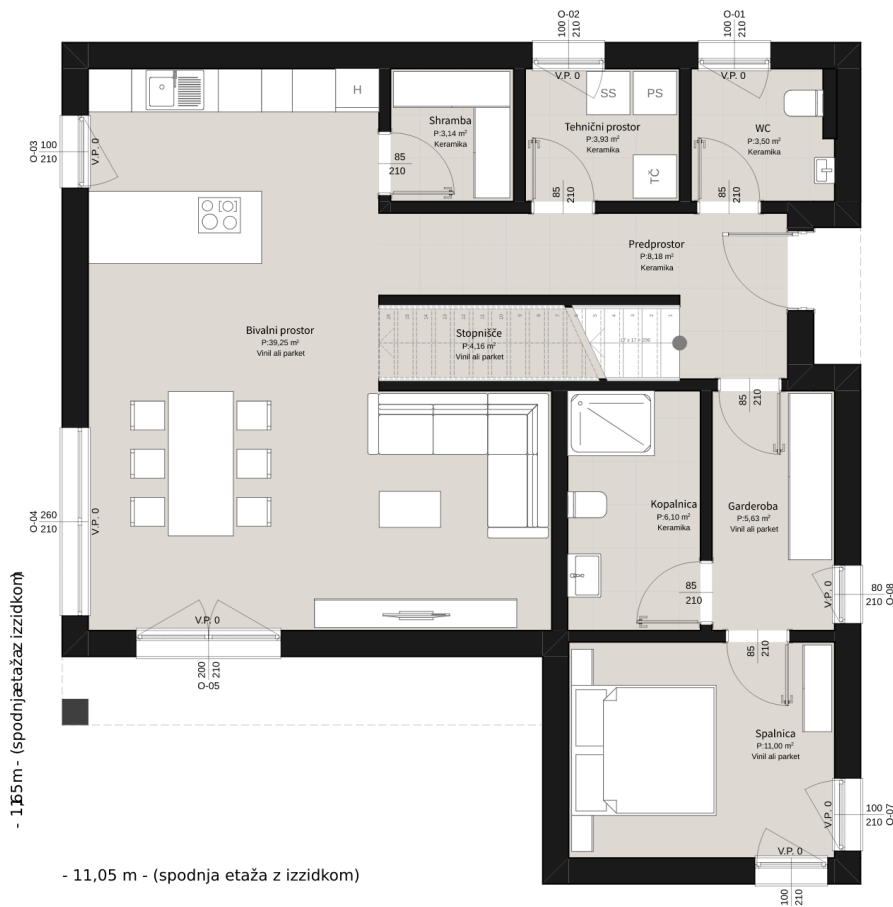 O-02
100
210
O-01
100
210
V.P. 0
V.P. 0
H
SS
PS
TČ
Shramba
P:3,14 m²
Keramika
Tehnični prostor
P:3,93 m²
Keramika
WC
P:3,50 m²
Keramika
O-03
100
210
V.P. 0
85
210
85
210
85
210
Predprostor
P:8,18 m²
Keramika
Bivalni prostor
P:39,25 m²
Vinil ali parket
Stopnišče
P:4,16 m²
Vinil ali parket
85
210
O-04
260
210
V.P. 0
Kopalnica
P:6,10 m²
Keramika
Garderoba
P:5,63 m²
Vinil ali parket
85
210
V.P. 0
80
210
O-08
V.P. 0
200
210
O-05
85
210
Spalnica
P:11,00 m²
Vinil ali parket
V.P. 0
100
210
O-07
V.P. 0
100
210
- 11,05 m - (spodnja etaža z izzidkom)